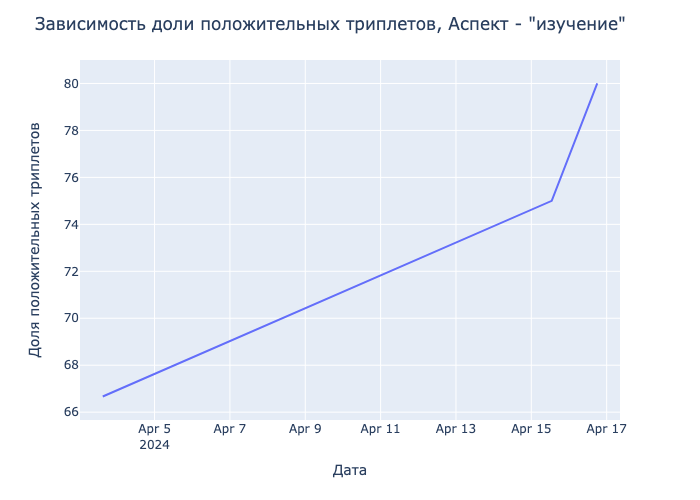 Зависимость доли положительных триплетов, Аспект - "изучение"
Доля положительных триплетов
80
78
76
74
72
70
68
66
Apr 5
2024
Apr 7
Apr 9
Apr 11
Apr 13
Apr 15
Apr 17
Дата